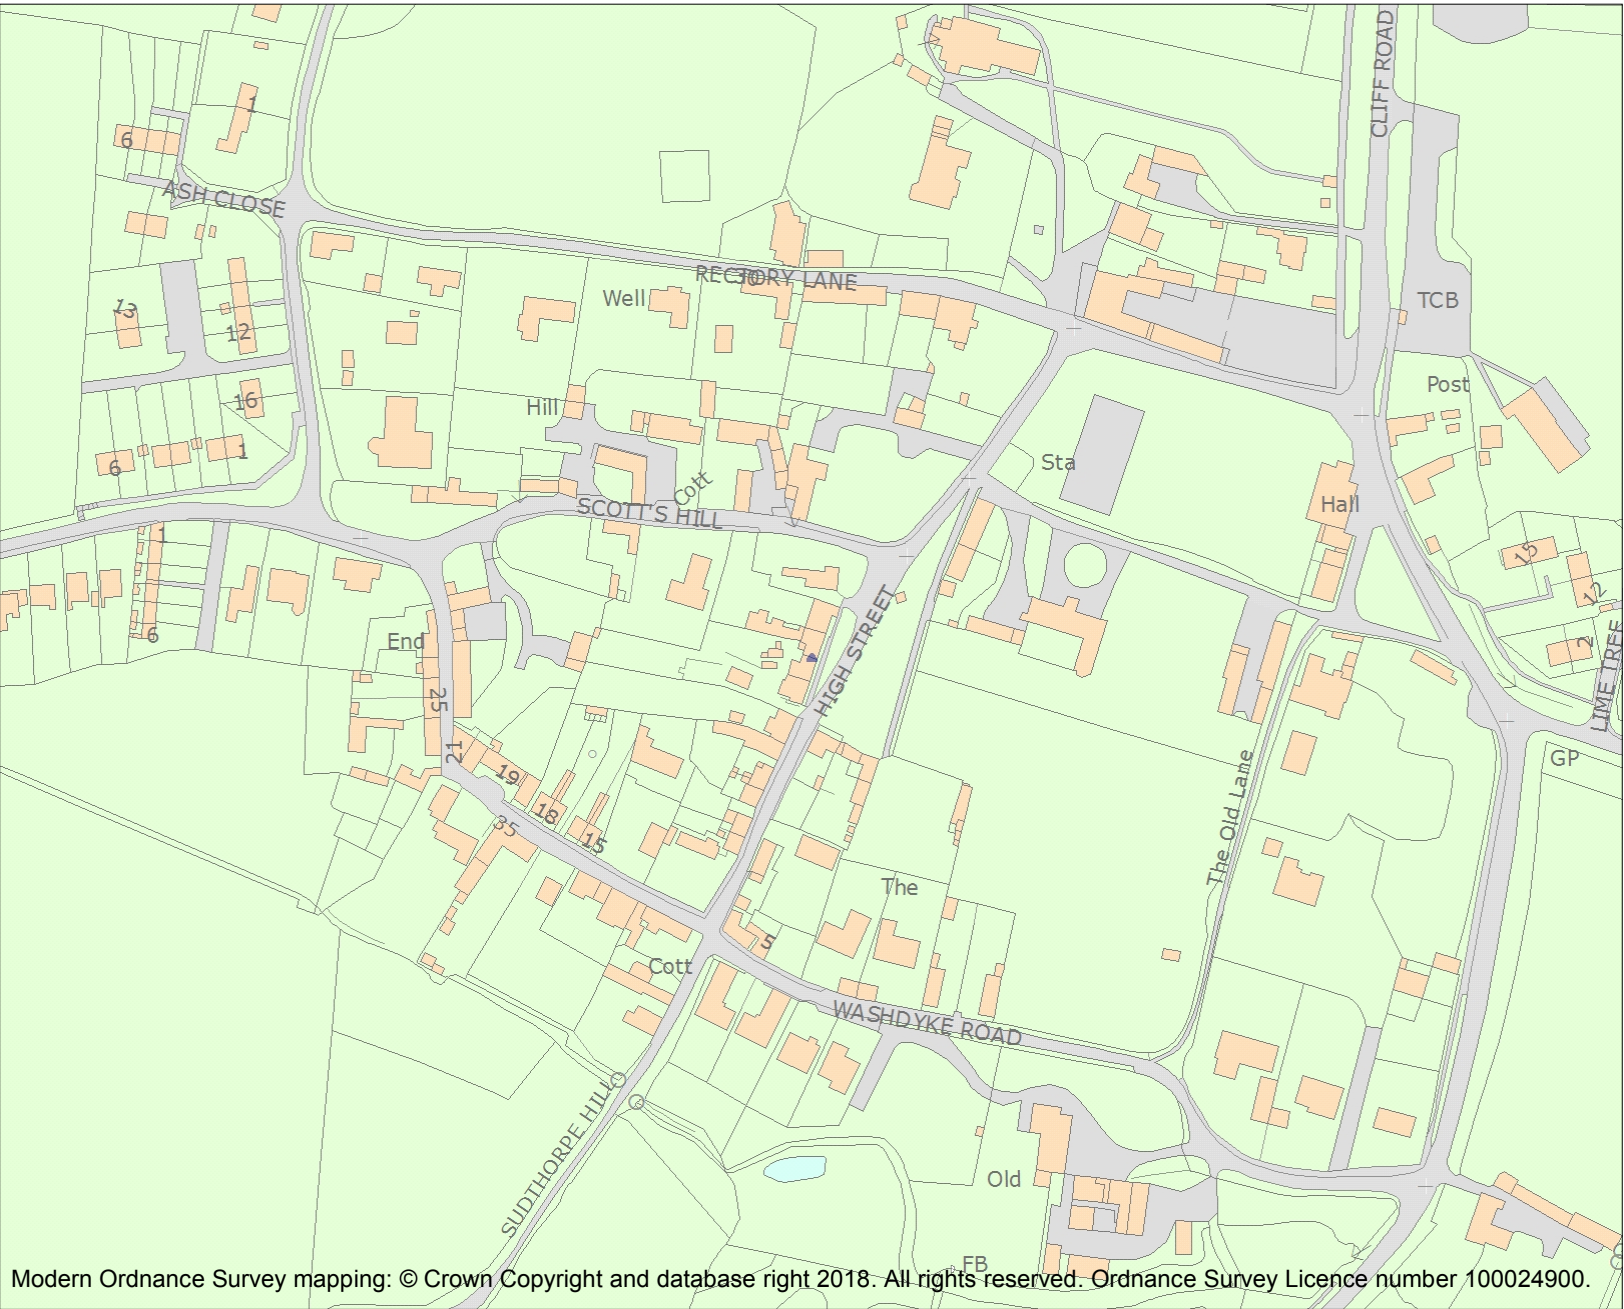 CLIFF ROAD
1
6
ASH CLOSE
RECTORY LANE
30
Well
TCB
13
12
Post
16
Hill
1
6
Sta
Cott
SCOTT'S HILL
Hall
1
15
12
6
End
2
LIME TREE
HIGH STREET
25
21
GP
19
18
35
15
The Old Lane
The
5
Cott
WASHDYKE ROAD
SUDTHORPE HILL
Old
FB
Modern Ordnance Survey mapping: © Crown Copyright and database right 2018. All rights reserved. Ordnance Survey Licence number 100024900.